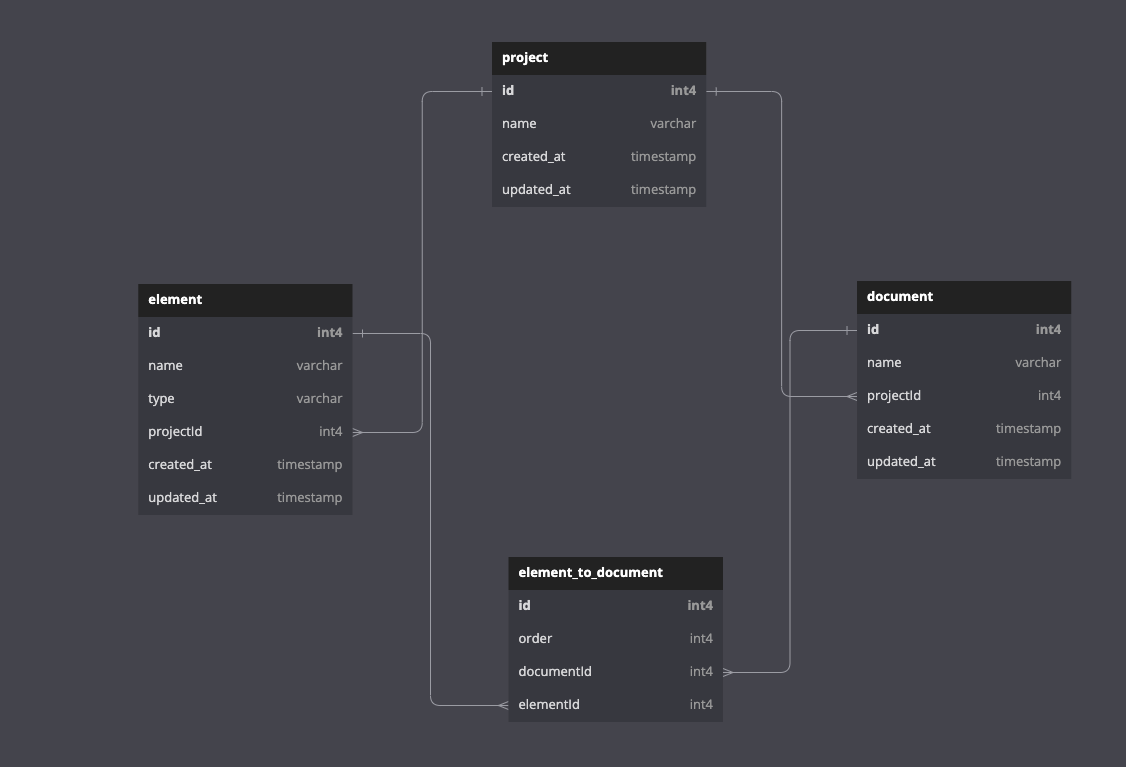 project
id int4
name varchar
created_at timestamp
updated_at timestamp
element
id int4
name varchar
type varchar
projectId int4
created_at timestamp
updated_at timestamp
document
id int4
name varchar
projectId int4
created_at timestamp
updated_at timestamp
element_to_document
id int4
order int4
documentId int4
elementId int4